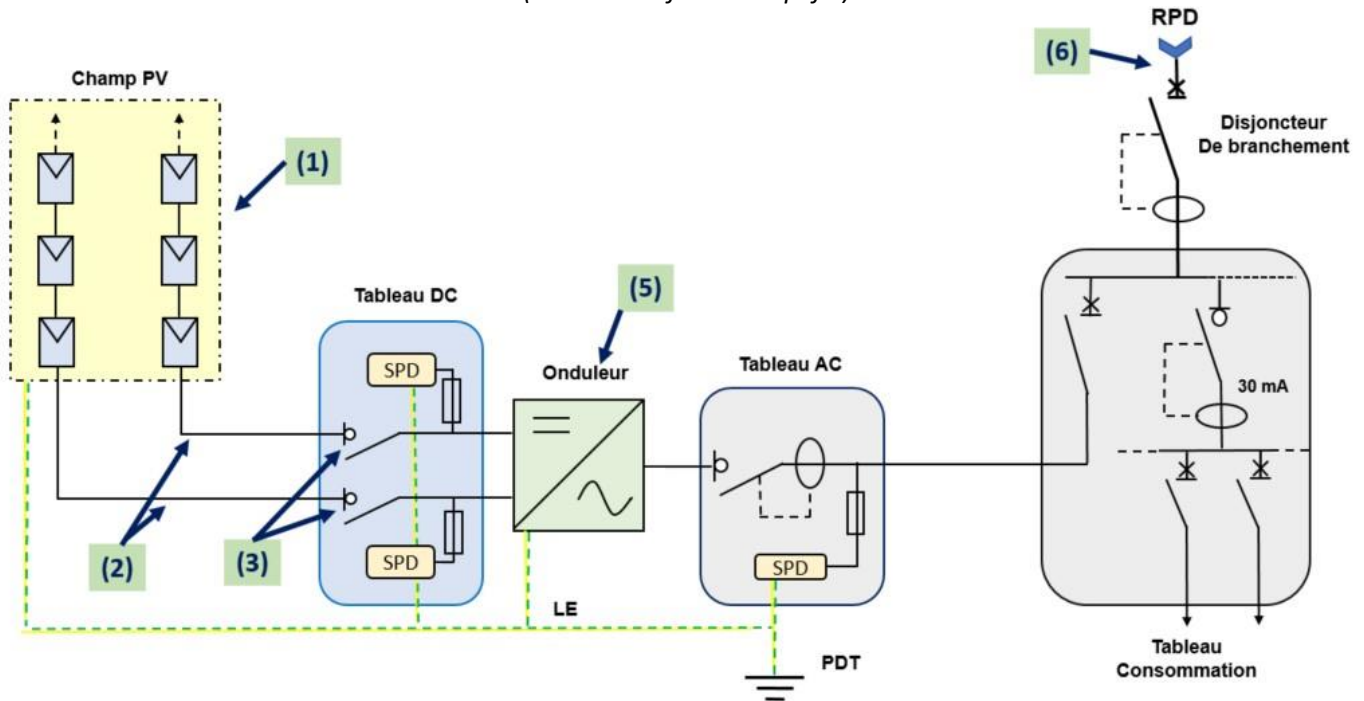 RPD
(6)
Champ PV
Disjoncteur
De branchement
(1)
(5)
Tableau DC
SPD
Onduleur
Tableau AC
30 mA
(2)
(3)
SPD
SPD
LE
PDT
Tableau
Consommation